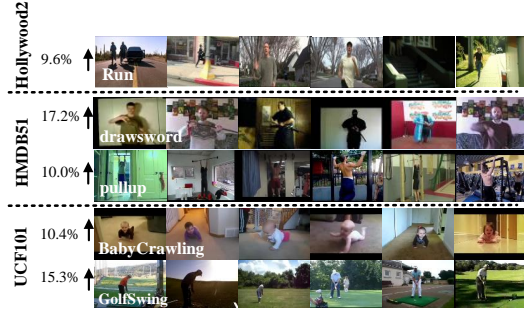 Hollywood2
9.6%
Run
HMDB51
17.2%
drawsword
10.0%
pullup
UCF101
10.4%
BabyCrawling
15.3%
GolfSwing